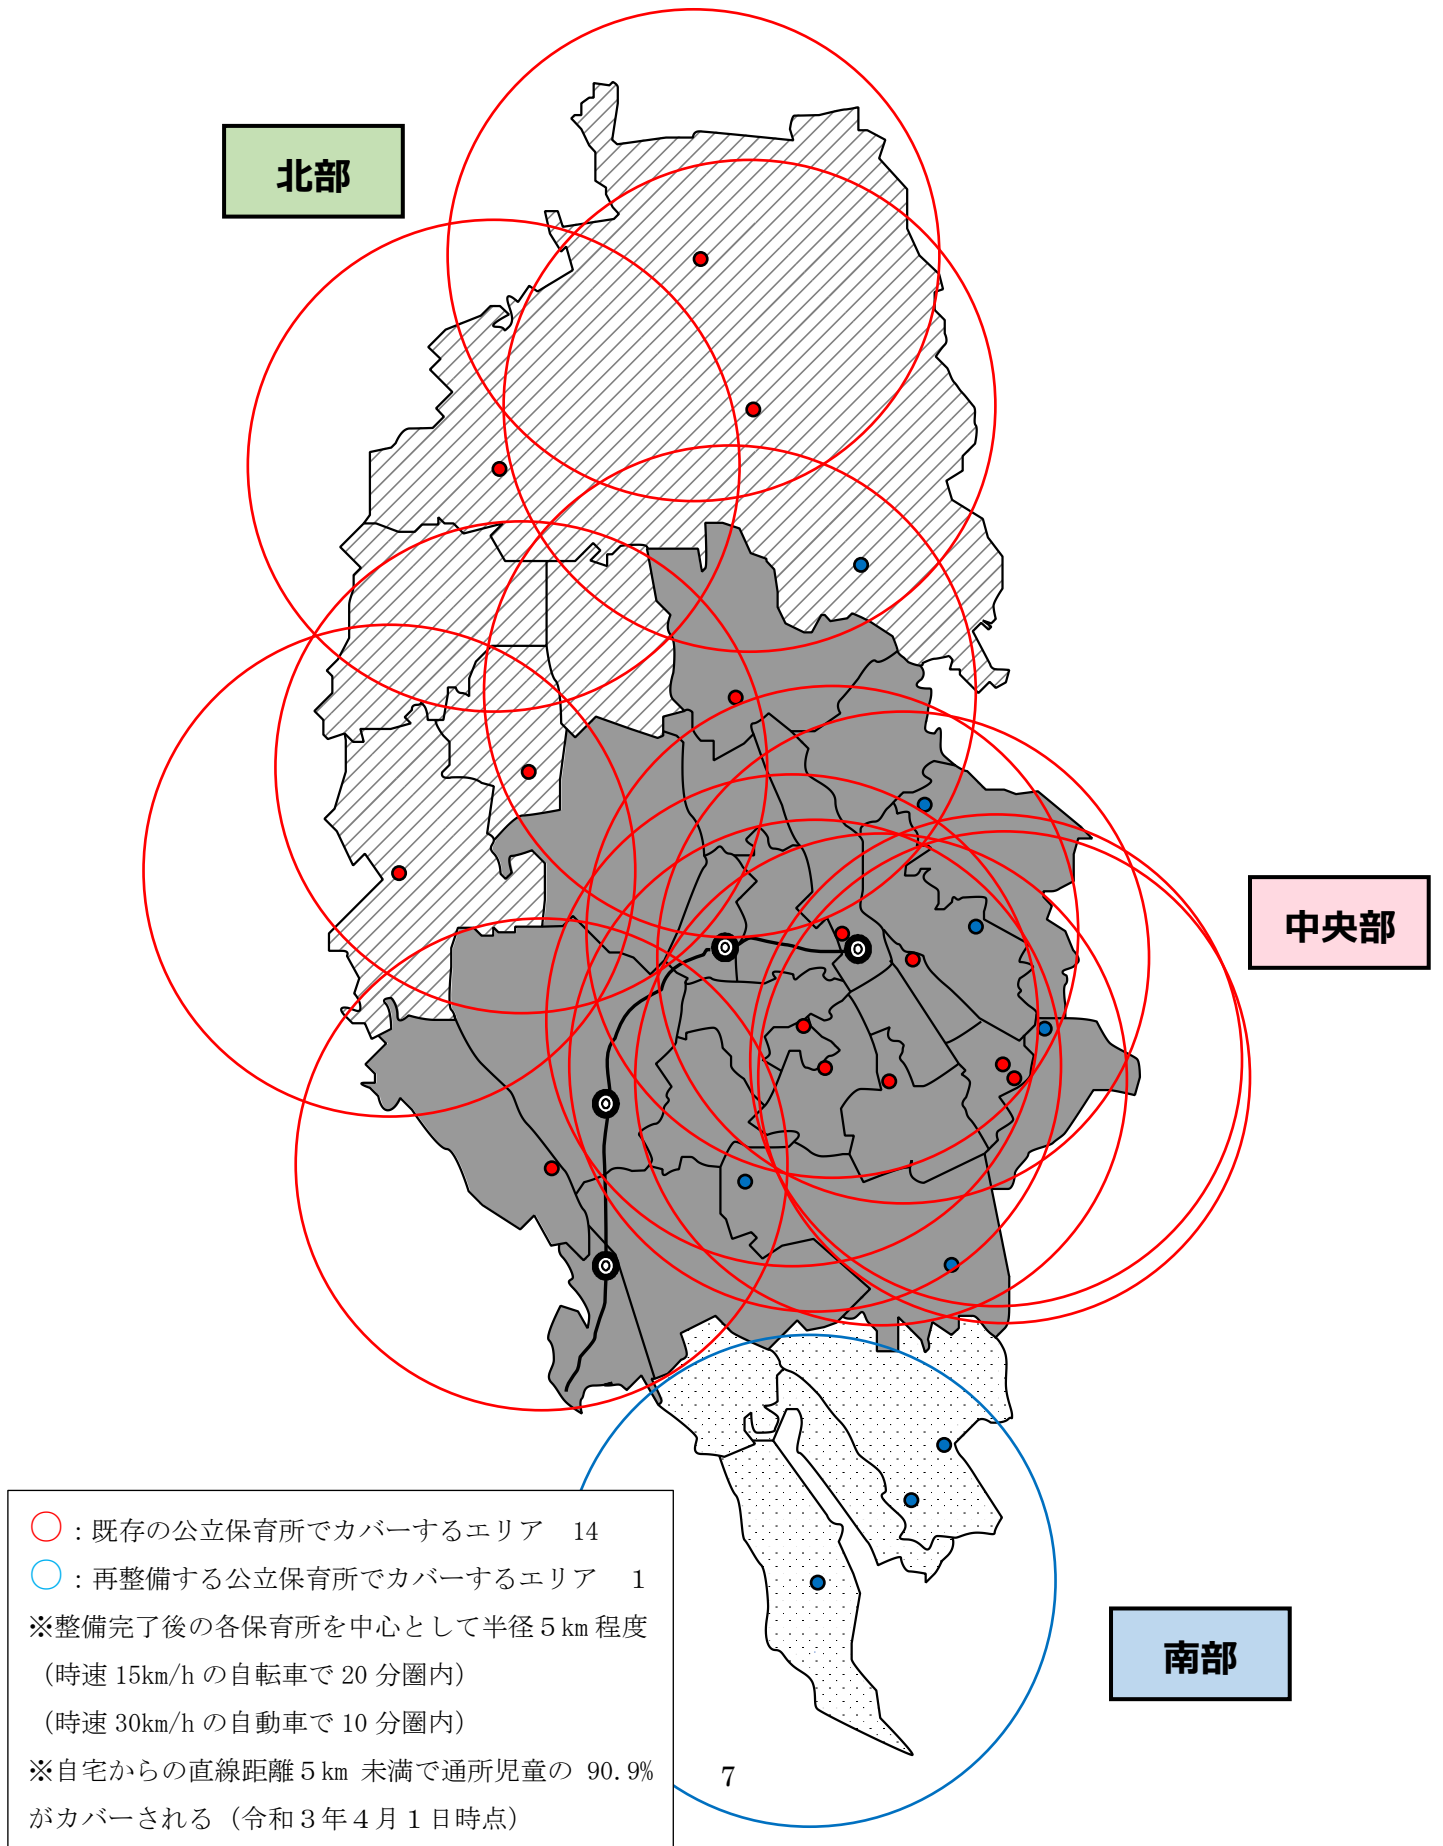 北部
中央部
南部
◯：既存の公立保育所でカバーするエリア　14
◯：再整備する公立保育所でカバーするエリア　1
※整備完了後の各保育所を中心として半径５km 程度
（時速 15km/h の自転車で 20 分圏内）
（時速 30km/h の自動車で 10 分圏内）
※自宅からの直線距離５km 未満で通所児童の 90.9%
がカバーされる（令和３年４月１日時点）
7